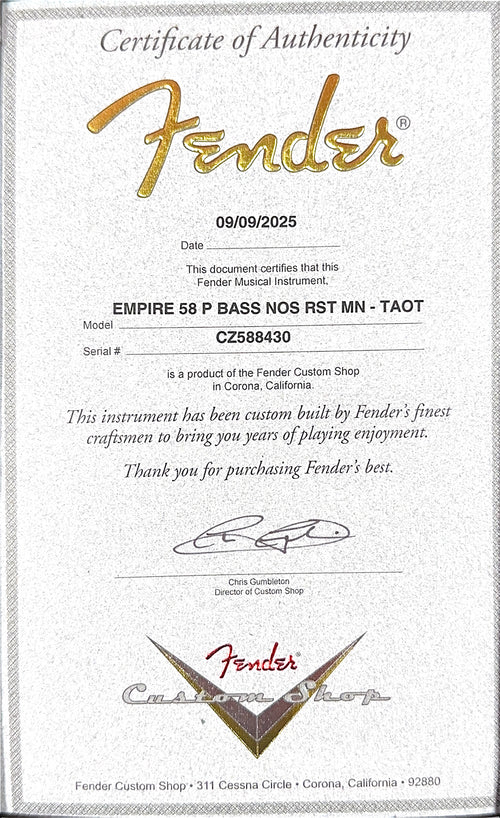 Certificate of Authenticity
Fender®
09/09/2025
Date
This document certifies that this
Fender Musical Instrument,
EMPIRE 58 P BASS NOS RST MN - TAOT
Model
CZ588430
Serial #
is a product of the Fender Custom Shop
in Corona, California.
This instrument has been custom built by Fender's finest
craftsmen to bring you years of playing enjoyment.
Thank you for purchasing Fender's best.
Chris Gumbleton
Director of Custom Shop
Fender®
Custom Shop
Fender Custom Shop • 311 Cessna Circle • Corona, California • 92880